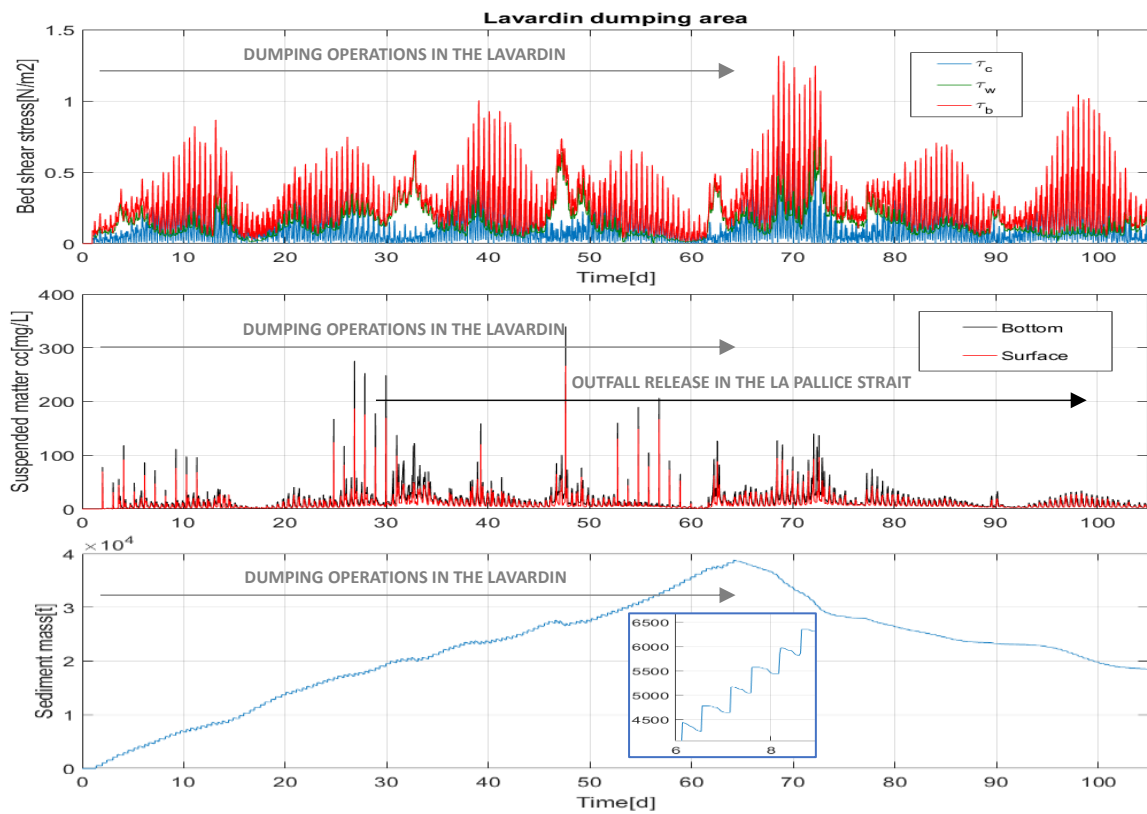 Lavardin dumping area
Bed shear stress[N/m2]
1.5
1
0.5
0
DUMPING OPERATIONS IN THE LAVARDIN
τc
τw
τb
0 10 20 30 40 50 60 70 80 90 100
Time[d]
Suspended matter cc[mg/L]
400
300
200
100
0
DUMPING OPERATIONS IN THE LAVARDIN
OUTFALL RELEASE IN THE LA PALLICE STRAIT
Bottom
Surface
0 10 20 30 40 50 60 70 80 90 100
Sediment mass[t]
× 10⁴
4
3
2
1
0
DUMPING OPERATIONS IN THE LAVARDIN
6500
6000
5500
5000
4500
6 8
0 10 20 30 40 50 60 70 80 90 100
Time[d]